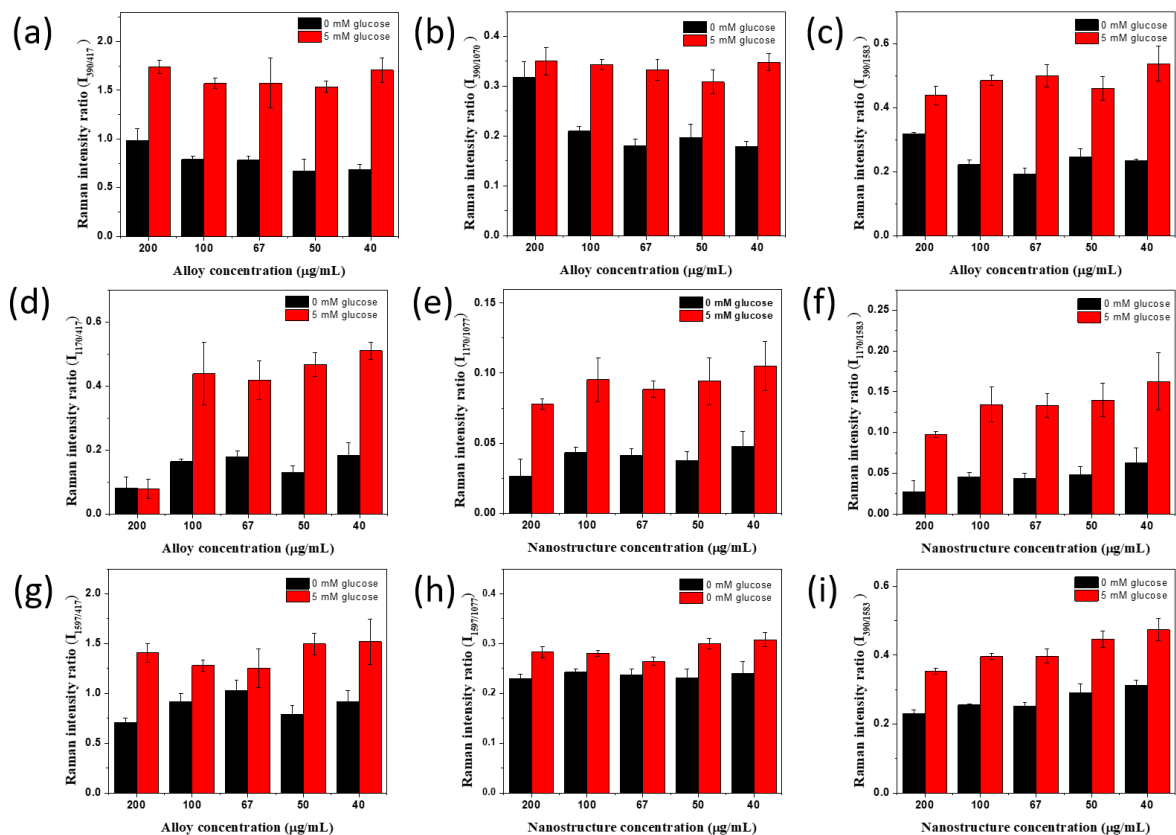 (a)
Raman intensity ratio (I390/417)
0 mM glucose
5 mM glucose
2.0
1.5
1.0
0.5
0.0
200 100 67 50 40
Alloy concentration (μg/mL)
(b)
Raman intensity ratio (I390/1070)
0 mM glucose
5 mM glucose
0.4
0.3
0.2
0.1
0.0
200 100 67 50 40
Alloy concentration (μg/mL)
(c)
Raman intensity ratio (I390/1583)
0 mM glucose
5 mM glucose
0.6
0.4
0.2
0.0
200 100 67 50 40
Alloy concentration (μg/mL)
(d)
Raman intensity ratio (I1170/417)
0 mM glucose
5 mM glucose
0.6
0.4
0.2
0.0
200 100 67 50 40
Alloy concentration (μg/mL)
(e)
Raman intensity ratio (I1170/1077)
0 mM glucose
5 mM glucose
0.15
0.10
0.05
0.00
200 100 67 50 40
Nanostructure concentration (μg/mL)
(f)
Raman intensity ratio (I1170/1583)
0 mM glucose
5 mM glucose
0.25
0.20
0.15
0.10
0.05
0.00
200 100 67 50 40
Nanostructure concentration (μg/mL)
(g)
Raman intensity ratio (I1597/417)
0 mM glucose
5 mM glucose
2.0
1.5
1.0
0.5
0.0
200 100 67 50 40
Alloy concentration (μg/mL)
(h)
Raman intensity ratio (I1597/1077)
0 mM glucose
0 mM glucose
0.4
0.3
0.2
0.1
0.0
200 100 67 50 40
Nanostructure concentration (μg/mL)
(i)
Raman intensity ratio (I390/1583)
0 mM glucose
5 mM glucose
0.6
0.4
0.2
0.0
200 100 67 50 40
Nanostructure concentration (μg/mL)